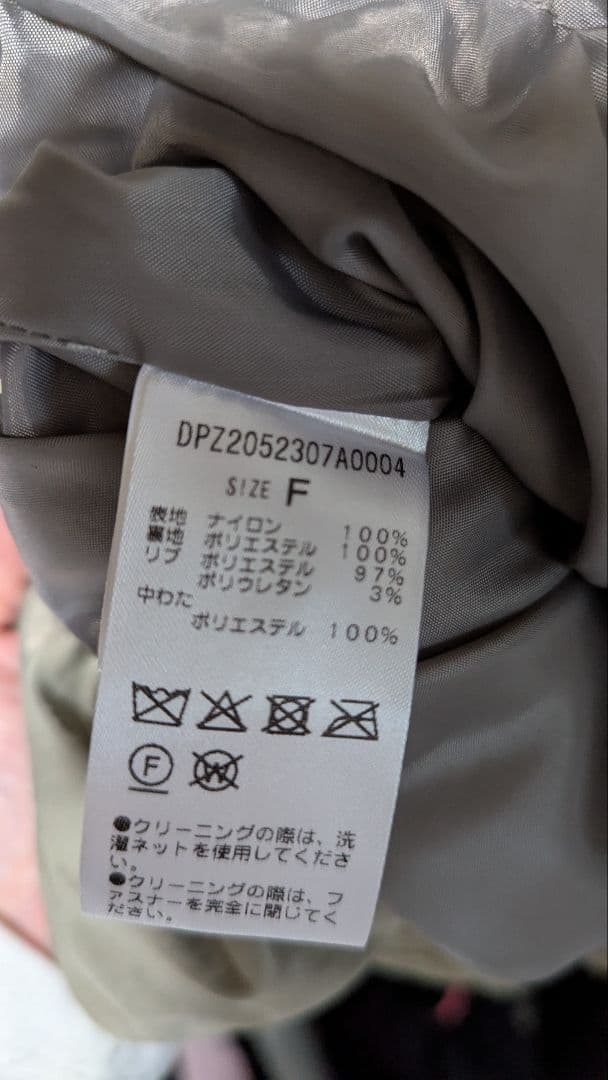 DPZ2052307A0004
SIZE F
表地 ナイロン 100%
裏地 ポリエステル 100%
リブ ポリエステル 97%
ポリウレタン 3%
中わた
ポリエステル 100%
F
W
●クリーニングの際は、洗
濯ネットを使用してくださ
い。
●クリーニングの際は、フ
ァスナーを完全に閉じてく
ださい。